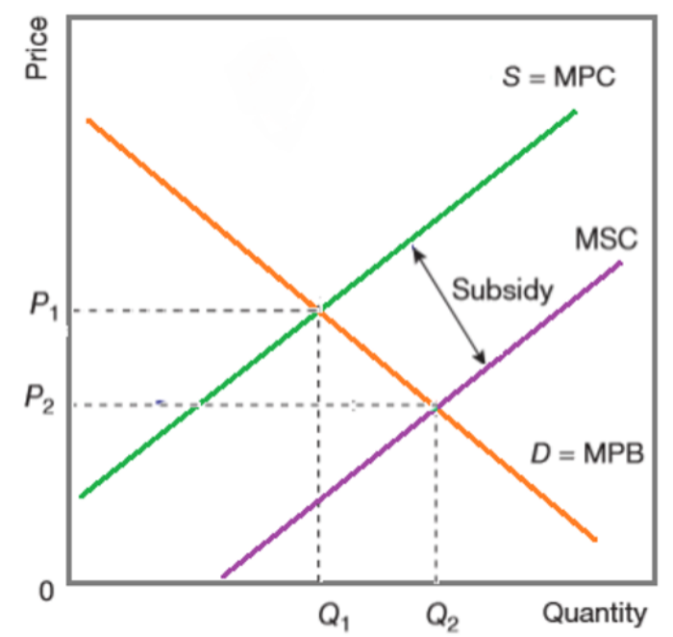 Price
S = MPC
MSC
Subsidy
P1
P2
D = MPB
0
Q1
Q2
Quantity